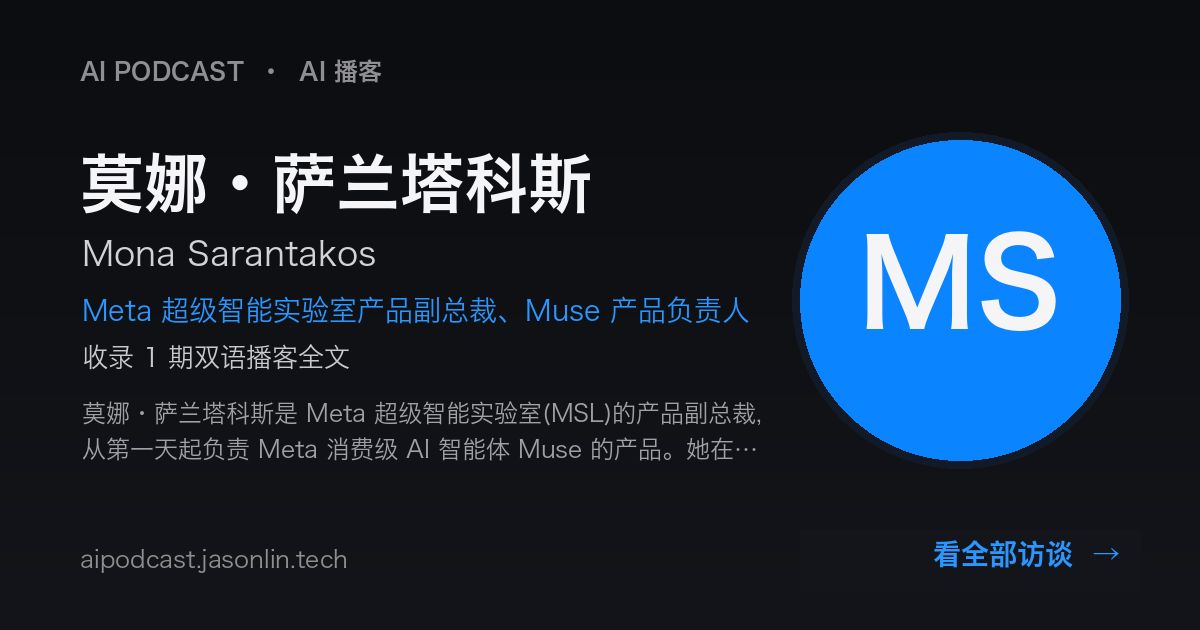 AI PODCAST · AI 播客
莫娜·萨兰塔科斯
Mona Sarantakos
Meta 超级智能实验室产品副总裁、Muse 产品负责人
收录 1 期双语播客全文
莫娜·萨兰塔科斯是 Meta 超级智能实验室(MSL)的产品副总裁,
从第一天起负责 Meta 消费级 AI 智能体 Muse 的产品。她在…
MS
aipodcast.jasonlin.tech
看全部访谈 →